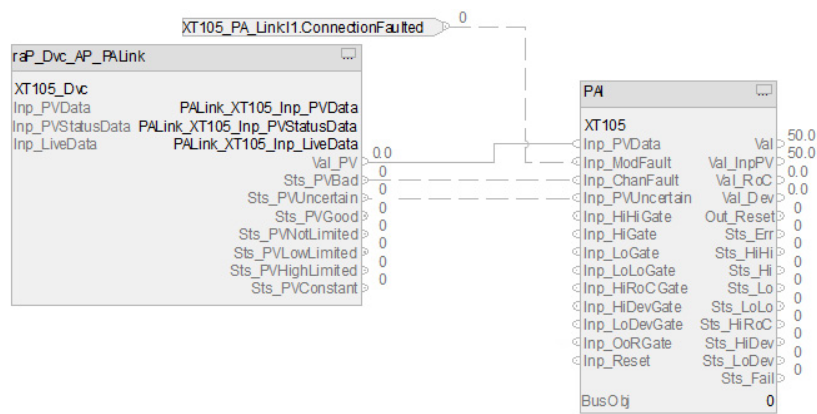 XT105_PA_Link:I1.ConnectionFaulted 0
raP_Dvc_AP_PALink
XT105_Dvc
Inp_PVData PALink_XT105_Inp_PVData
Inp_PVStatusData PALink_XT105_Inp_PVStatusData
Inp_LiveData PALink_XT105_Inp_LiveData
Val_PV 0.0
Sts_PVBad 0
Sts_PVUncertain 0
Sts_PVGood 0
Sts_PVNotLimited 0
Sts_PVLowLimited 0
Sts_PVHighLimited 0
Sts_PVConstant 0
PAI
XT105
Inp_PVData Val 50.0
Inp_ModFault Val_InpPV 50.0
Inp_ChanFault Val_RoC 0.0
Inp_PVUncertain Val_Dev 0.0
Inp_HiHiGate Out_Reset 0
Inp_HiGate Sts_Err 0
Inp_LoGate Sts_HiHi 0
Inp_LoLoGate Sts_Hi 0
Inp_HiRoCGate Sts_Lo 0
Inp_HiDevGate Sts_LoLo 0
Inp_LoDevGate Sts_HiRoC 0
Inp_OoRGate Sts_HiDev 0
Inp_Reset Sts_LoDev 0
Sts_Fail 0
BusObj 0